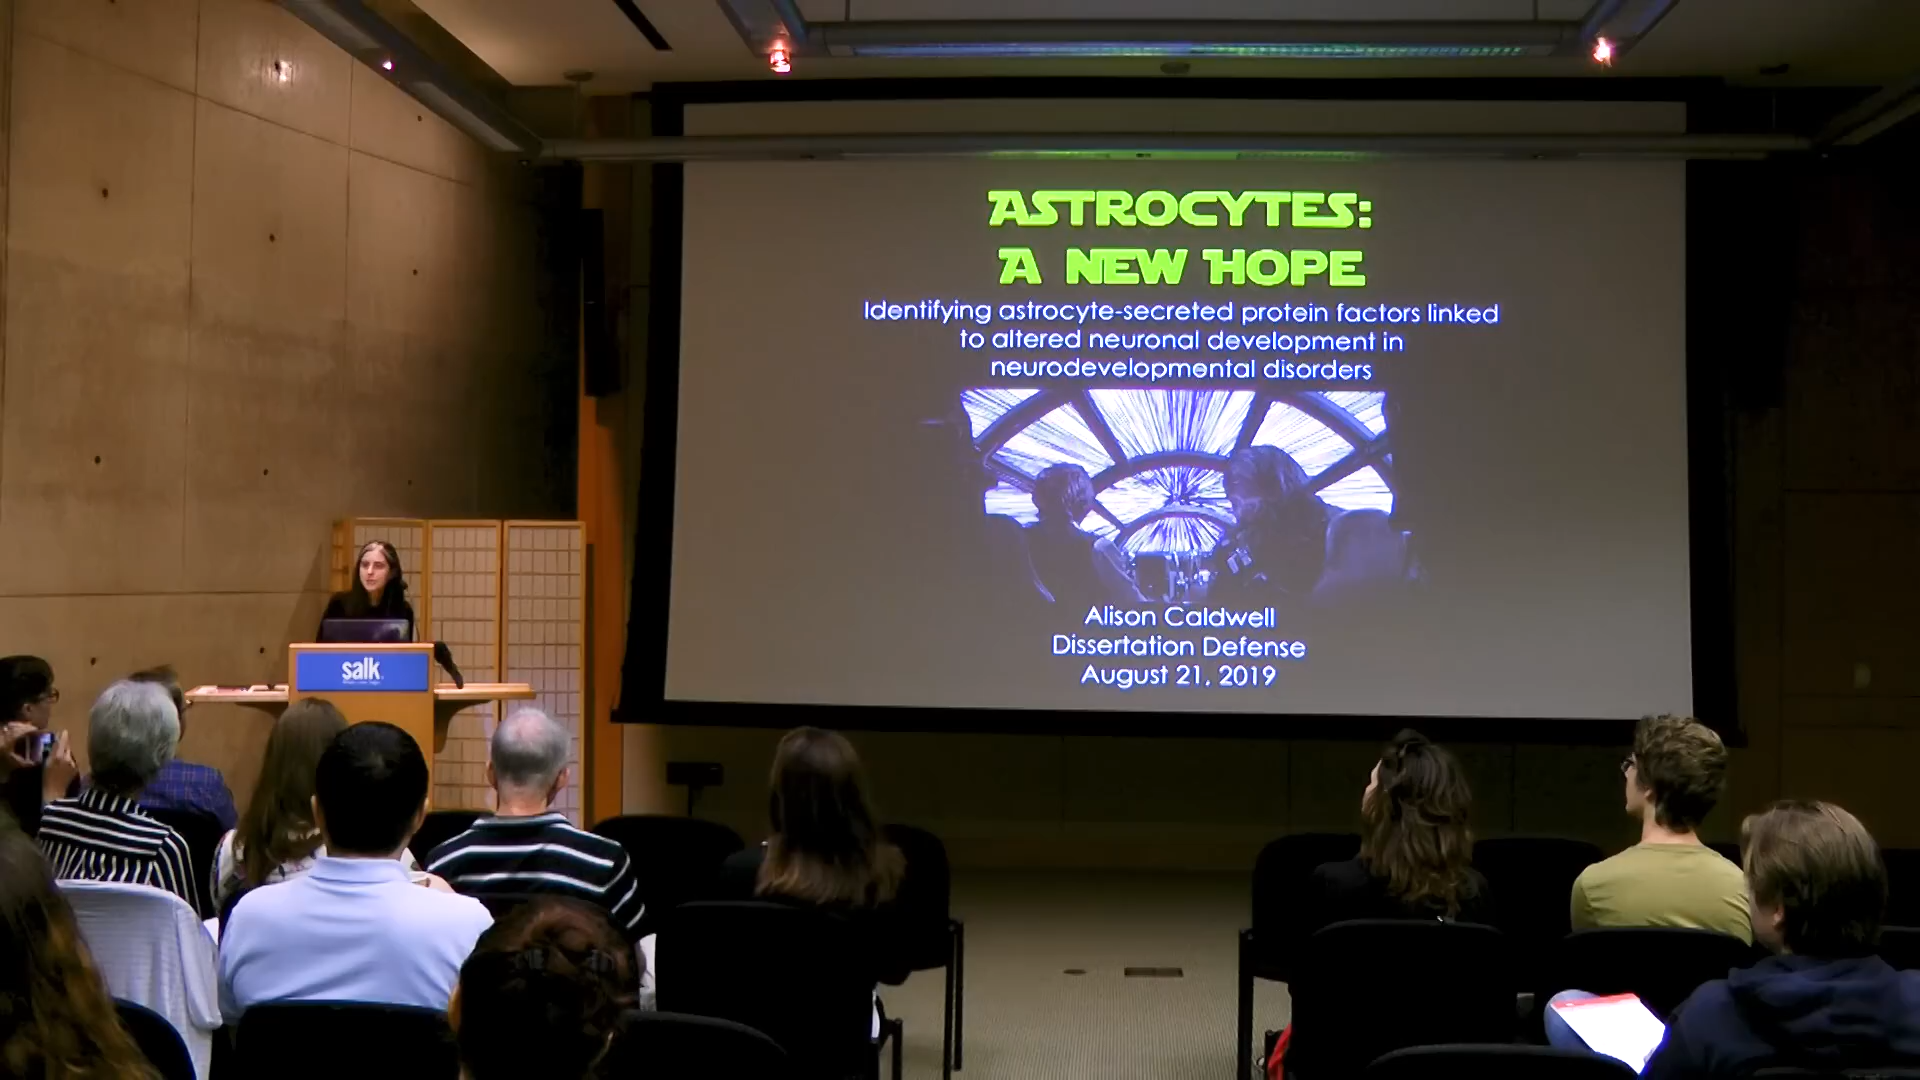 ASTROCYTES:
A NEW HOPE
Identifying astrocyte-secreted protein factors linked
to altered neuronal development in
neurodevelopmental disorders
Alison Caldwell
Dissertation Defense
August 21, 2019
salk.